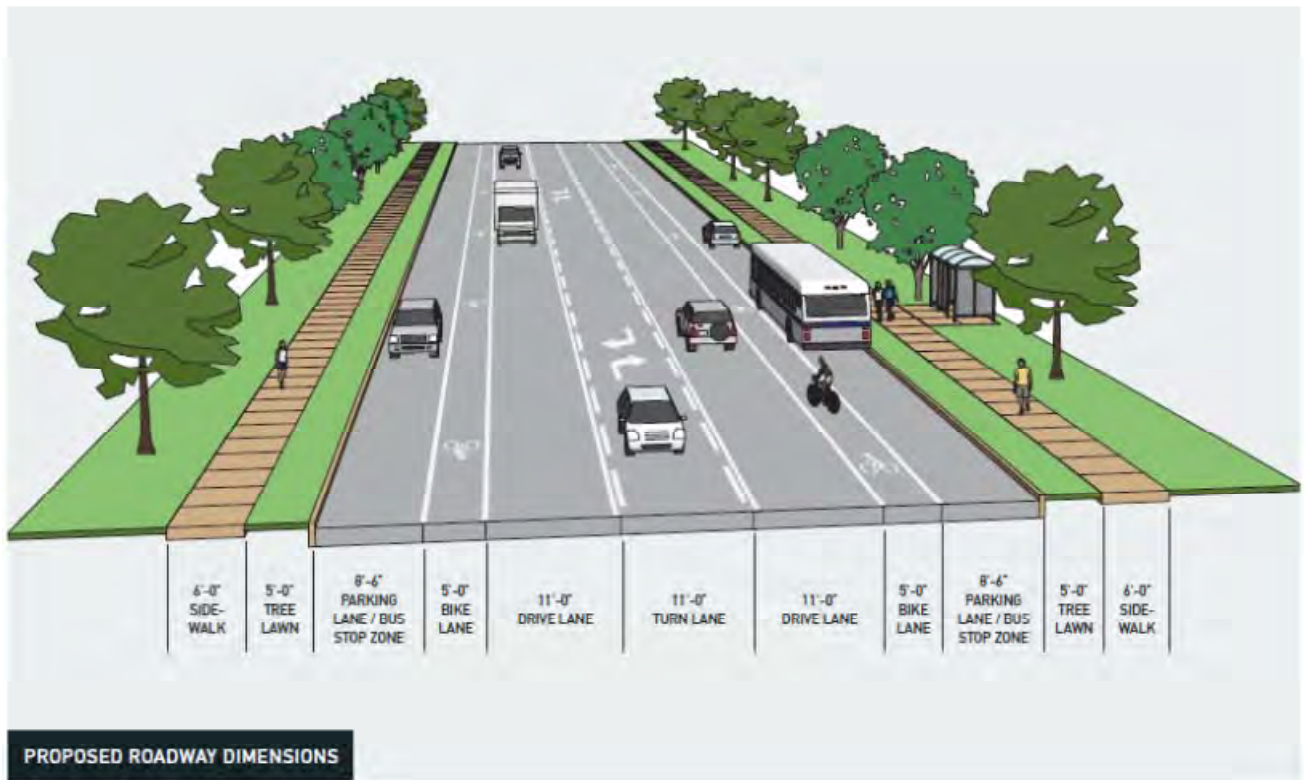 6'-0"
SIDE-
WALK
5'-0"
TREE
LAWN
8'-6"
PARKING
LANE / BUS
STOP ZONE
5'-0"
BIKE
LANE
11'-0"
DRIVE LANE
11'-0"
TURN LANE
11'-0"
DRIVE LANE
5'-0"
BIKE
LANE
8'-6"
PARKING
LANE / BUS
STOP ZONE
5'-0"
TREE
LAWN
6'-0"
SIDE-
WALK
PROPOSED ROADWAY DIMENSIONS